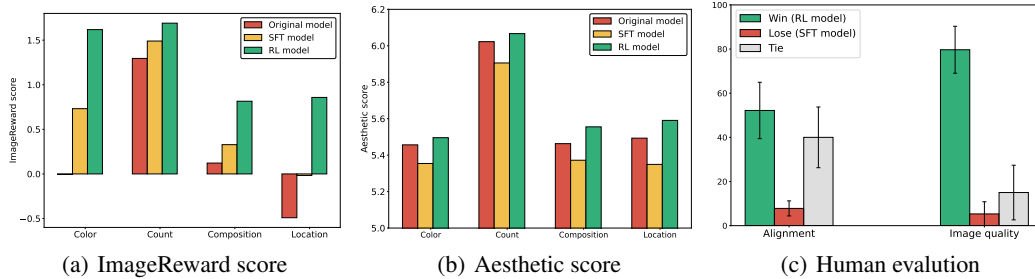 ImageReward score
1.5
1.0
0.5
0.0
−0.5
Original model
SFT model
RL model
Color
Count
Composition
Location
(a) ImageReward score
Aesthetic score
6.2
6.0
5.8
5.6
5.4
5.2
5.0
Original model
SFT model
RL model
Color
Count
Composition
Location
(b) Aesthetic score
100
80
60
40
20
0
Win (RL model)
Lose (SFT model)
Tie
Alignment
Image quality
(c) Human evalution